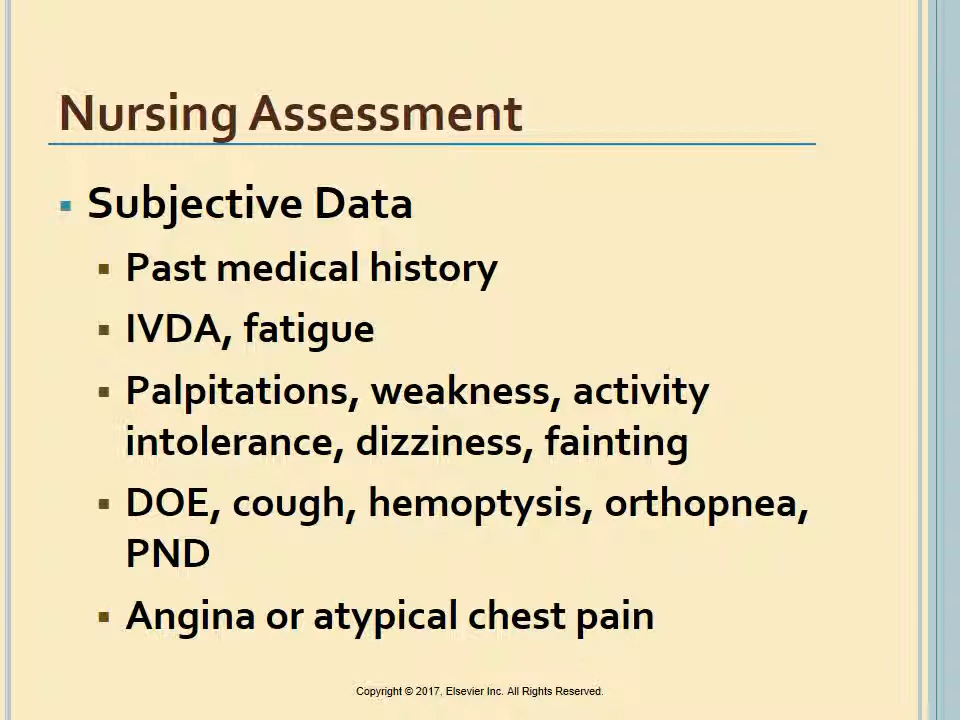 Nursing Assessment
Subjective Data
Past medical history
IVDA, fatigue
Palpitations, weakness, activity
intolerance, dizziness, fainting
DOE, cough, hemoptysis, orthopnea,
PND
Angina or atypical chest pain
Copyright © 2017, Elsevier Inc. All Rights Reserved.